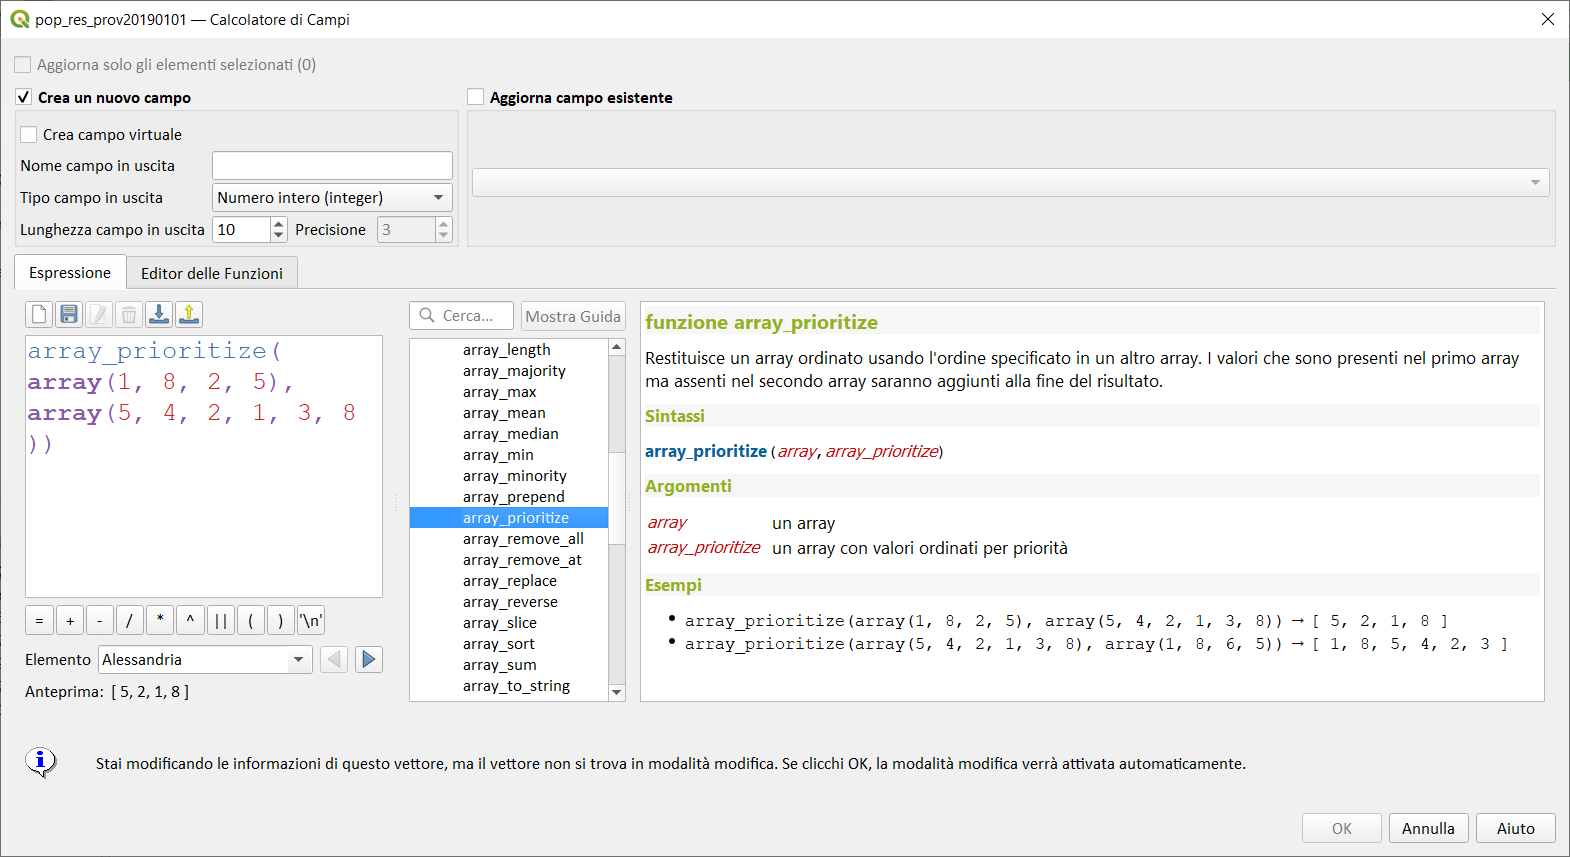 pop_res_prov20190101 — Calcolatore di Campi
Aggiorna solo gli elementi selezionati (0)
Crea un nuovo campo
Aggiorna campo esistente
Crea campo virtuale
Nome campo in uscita
Tipo campo in uscita Numero intero (integer)
Lunghezza campo in uscita 10 Precisione 3
Espressione Editor delle Funzioni
array_prioritize(
array(1, 8, 2, 5),
array(5, 4, 2, 1, 3, 8
))
= + - / * ^ || ( ) '\n'
Elemento Alessandria
Anteprima: [ 5, 2, 1, 8 ]
Cerca... Mostra Guida
array_length
array_majority
array_max
array_mean
array_median
array_min
array_minority
array_prepend
array_prioritize
array_remove_all
array_remove_at
array_replace
array_reverse
array_slice
array_sort
array_sum
array_to_string
funzione array_prioritize
Restituisce un array ordinato usando l'ordine specificato in un altro array. I valori che sono presenti nel primo array
ma assenti nel secondo array saranno aggiunti alla fine del risultato.
Sintassi
array_prioritize(array, array_prioritize)
Argomenti
array un array
array_prioritize un array con valori ordinati per priorità
Esempi
• array_prioritize(array(1, 8, 2, 5), array(5, 4, 2, 1, 3, 8)) → [ 5, 2, 1, 8 ]
• array_prioritize(array(5, 4, 2, 1, 3, 8), array(1, 8, 6, 5)) → [ 1, 8, 5, 4, 2, 3 ]
Stai modificando le informazioni di questo vettore, ma il vettore non si trova in modalità modifica. Se clicchi OK, la modalità modifica verrà attivata automaticamente.
OK Annulla Aiuto